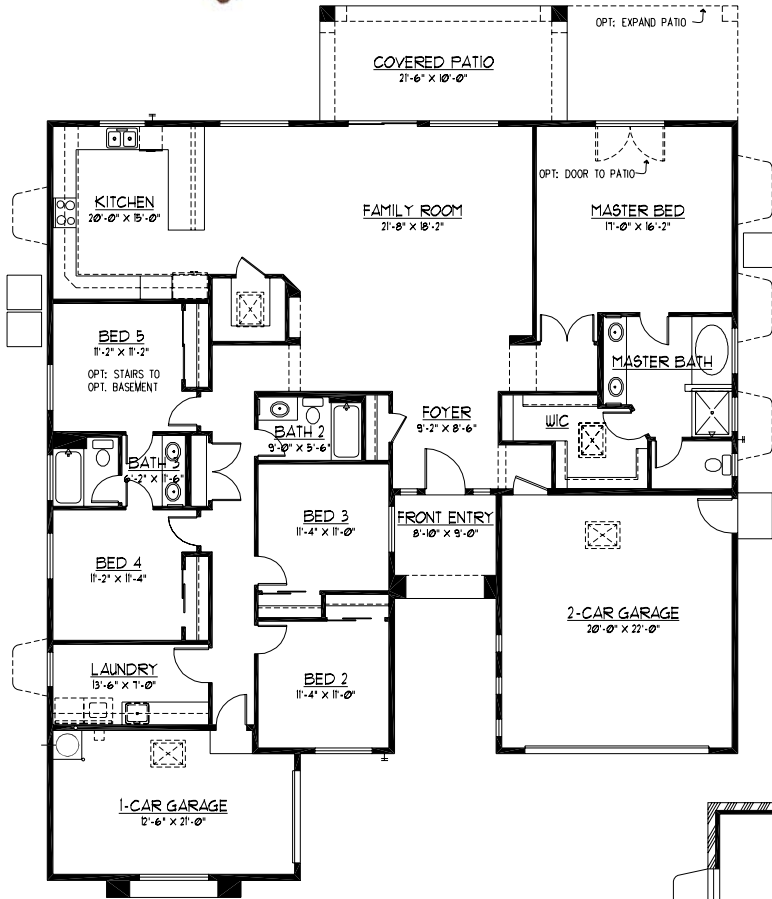 OPT: EXPAND PATIO
COVERED PATIO
21'-6" X 10'-0"
OPT: DOOR TO PATIO
KITCHEN
20'-0" X 15'-0"
FAMILY ROOM
21'-8" X 18'-2"
MASTER BED
17'-0" X 16'-2"
BED 5
11'-2" X 11'-2"
OPT: STAIRS TO
OPT. BASEMENT
MASTER BATH
FOYER
9'-2" X 8'-6"
WIC
BATH 2
9'-0" X 5'-6"
BATH 3
6'-2" X 11'-6"
BED 3
11'-4" X 11'-0"
FRONT ENTRY
8'-10" X 9'-0"
BED 4
11'-2" X 11'-4"
2-CAR GARAGE
20'-0" X 22'-0"
LAUNDRY
13'-6" X 7'-0"
BED 2
11'-4" X 11'-0"
1-CAR GARAGE
12'-6" X 21'-0"